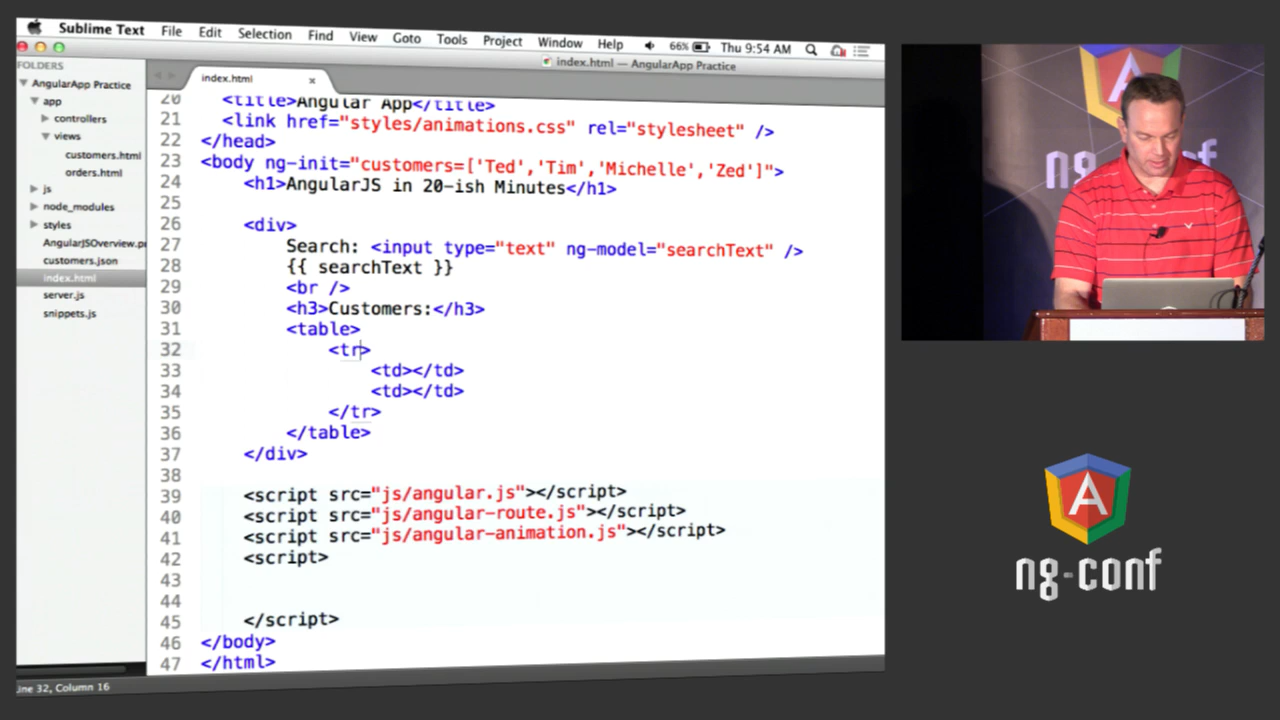 Sublime Text File Edit Selection Find View Goto Tools Project Window Help 66% Thu 9:54 AM
index.html — AngularApp Practice
FOLDERS
AngularApp Practice
app
controllers
views
customers.html
orders.html
js
node_modules
styles
AngularJSOverview.p
customers.json
index.html
server.js
snippets.js
index.html
20 <title>Angular App</title>
21 <link href="styles/animations.css" rel="stylesheet" />
22 </head>
23 <body ng-init="customers=['Ted','Tim','Michelle','Zed']">
24 <h1>AngularJS in 20-ish Minutes</h1>
25
26 <div>
27 Search: <input type="text" ng-model="searchText" />
28 {{ searchText }}
29 <br />
30 <h3>Customers:</h3>
31 <table>
32 <tr>
33 <td></td>
34 <td></td>
35 </tr>
36 </table>
37 </div>
38
39 <script src="js/angular.js"></script>
40 <script src="js/angular-route.js"></script>
41 <script src="js/angular-animation.js"></script>
42 <script>
43
44
45 </script>
46 </body>
47 </html>
ine 32, Column 16
A
ng
nf
A
ng-conf